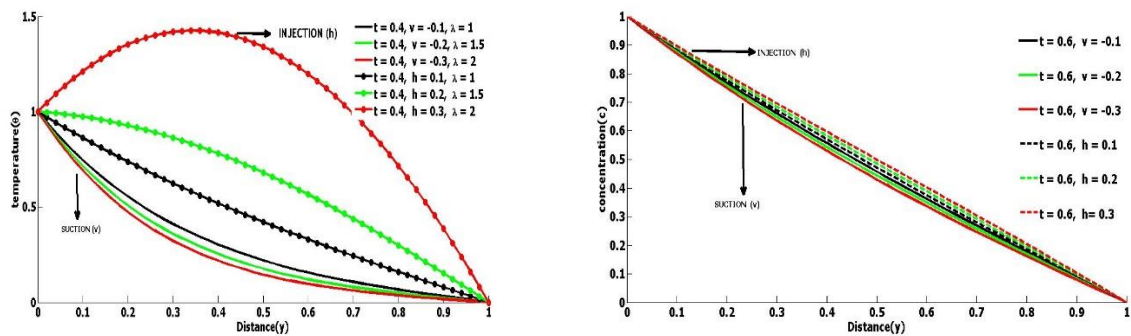 1.5
1
0.5
0
temperature(Θ)
INJECTION (h)
SUCTION (v)
t = 0.4, v = -0.1, λ = 1
t = 0.4, v = -0.2, λ = 1.5
t = 0.4, v = -0.3, λ = 2
t = 0.4, h = 0.1, λ = 1
t = 0.4, h = 0.2, λ = 1.5
t = 0.4, h = 0.3, λ = 2
0 0.1 0.2 0.3 0.4 0.5 0.6 0.7 0.8 0.9 1
Distance(y)
1
0.9
0.8
0.7
0.6
0.5
0.4
0.3
0.2
0.1
0
concentration(c)
INJECTION (h)
SUCTION (v)
t = 0.6, v = -0.1
t = 0.6, v = -0.2
t = 0.6, v = -0.3
t = 0.6, h = 0.1
t = 0.6, h = 0.2
t = 0.6, h= 0.3
0 0.1 0.2 0.3 0.4 0.5 0.6 0.7 0.8 0.9 1
Distance(y)